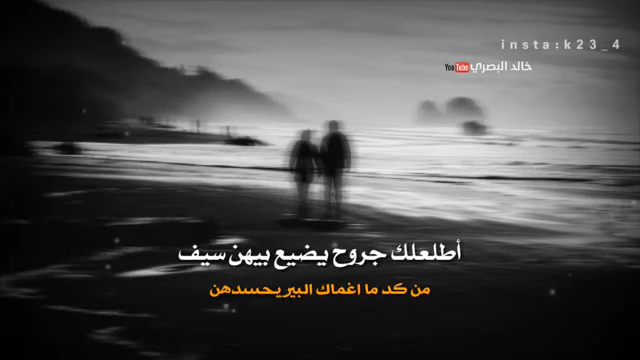 insta:k23_4
خالد البصري YouTube
أطلعلك جروح يضيع بيهن سيف
من كد ما اغماك البير يحسدهن